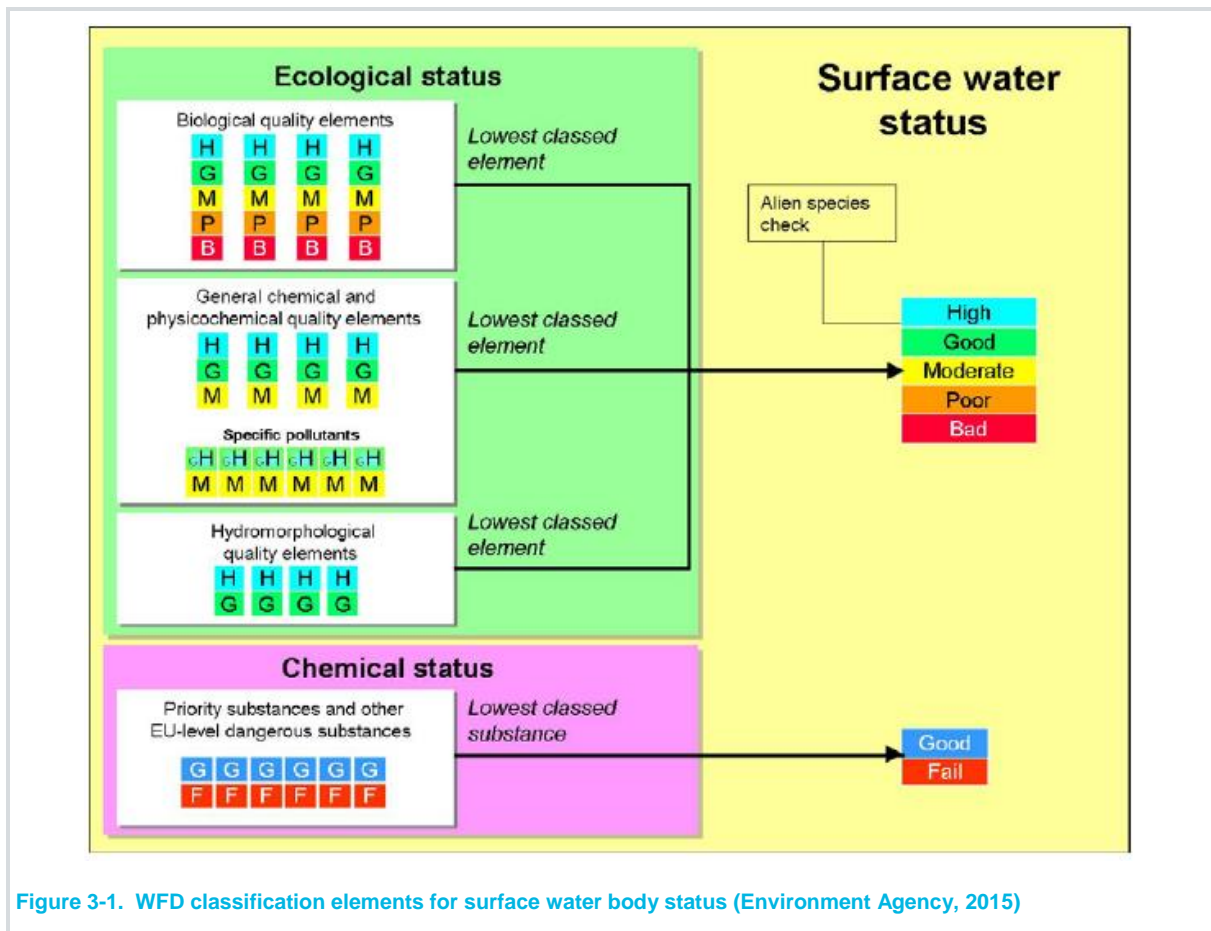 Ecological status
Biological quality elements
H H H H
G G G G
M M M M
P P P P
B B B B
Lowest classed
element
General chemical and
physicochemical quality elements
H H H H
G G G G
M M M M
Lowest classed
element
Specific pollutants
GH GH GH GH GH GH
M M M M M M
Hydromorphological
quality elements
H H H H
G G G G
Lowest classed
element
Surface water
status
Alien species
check
High
Good
Moderate
Poor
Bad
Chemical status
Priority substances and other
EU-level dangerous substances
G G G G G G
F F F F F F
Lowest classed
substance
Good
Fail
Figure 3-1. WFD classification elements for surface water body status (Environment Agency, 2015)